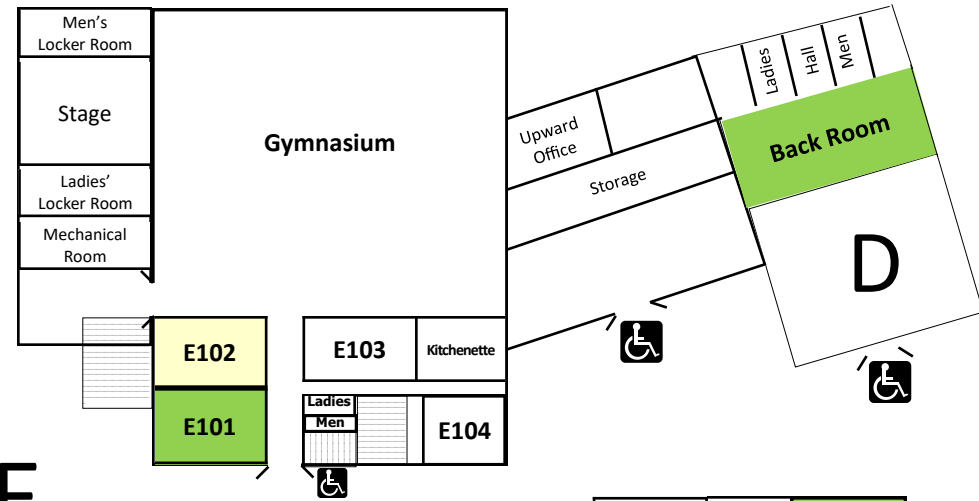 Men's
Locker Room
Stage
Ladies'
Locker Room
Mechanical
Room
Gymnasium
Upward
Office
Storage
Ladies
Hall
Men
Back Room
D
E102
E101
E103
Kitchenette
Ladies
Men
E104
E